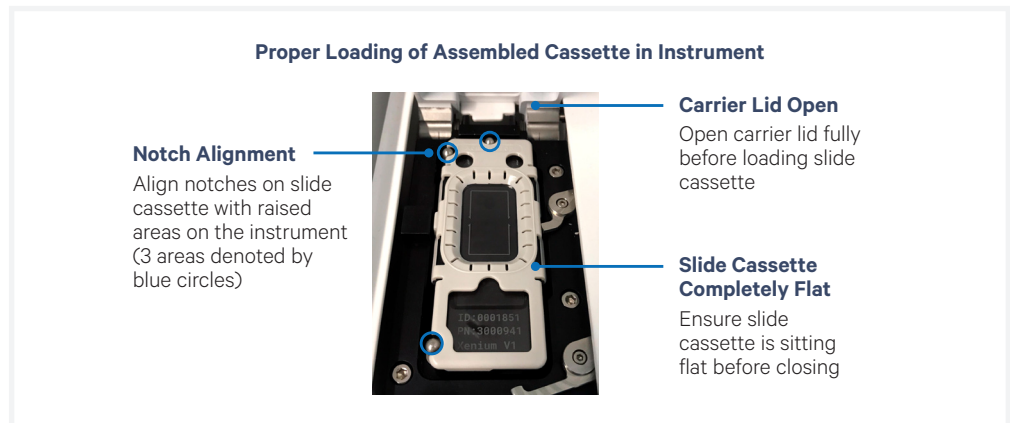 Proper Loading of Assembled Cassette in Instrument
Notch Alignment
Align notches on slide
cassette with raised
areas on the instrument
(3 areas denoted by
blue circles)
Carrier Lid Open
Open carrier lid fully
before loading slide
cassette
Slide Cassette
Completely Flat
Ensure slide
cassette is sitting
flat before closing
ID:0001851
PN:3000941
Xenium V1